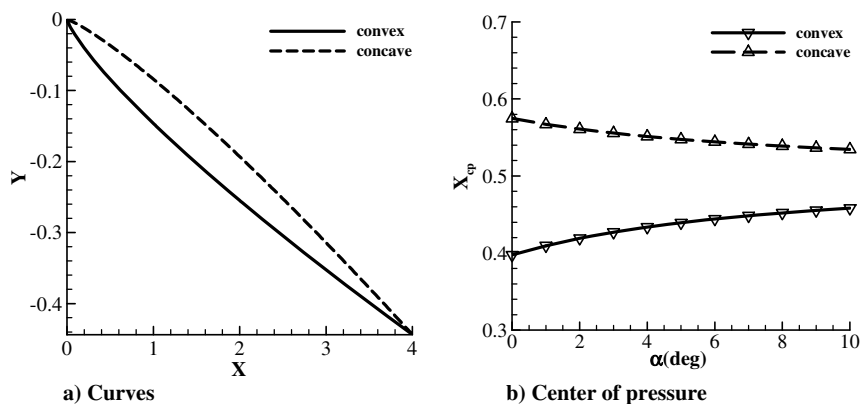 convex
concave
0
-0.1
-0.2
-0.3
-0.4
Y
0
1
2
3
4
X
a) Curves
convex
concave
0.7
0.6
0.5
0.4
0.3
Xcp
0
2
4
6
8
10
α(deg)
b) Center of pressure